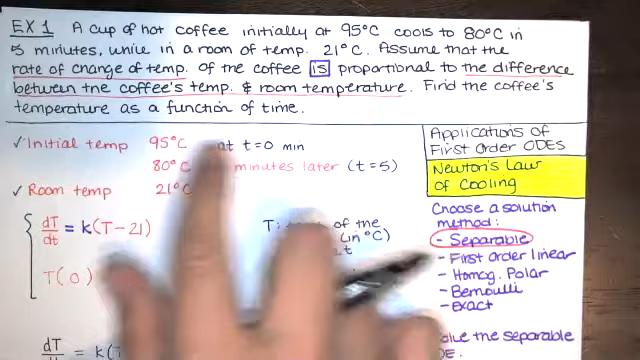 EX 1 A cup of hot coffee initially at 95°C cools to 80°C in
5 minutes, while in a room of temp. 21°C. Assume that the
rate of change of temp. of the coffee is proportional to the difference
between the coffee's temp. & room temperature. Find the coffee's
temperature as a function of time.
✓ Initial temp 95°C at t=0 min
80°C minutes later (t=5)
✓ Room temp 21°C
dT/dt = k(T-21)
T(0)
T: of the
(in °C)
t
dT/dt = k(T
Applications of
First Order ODEs
Newton's Law
of Cooling
Choose a solution
method:
- Separable
- First Order linear
- Homog. Polar
- Bernoulli
- Exact
the separable